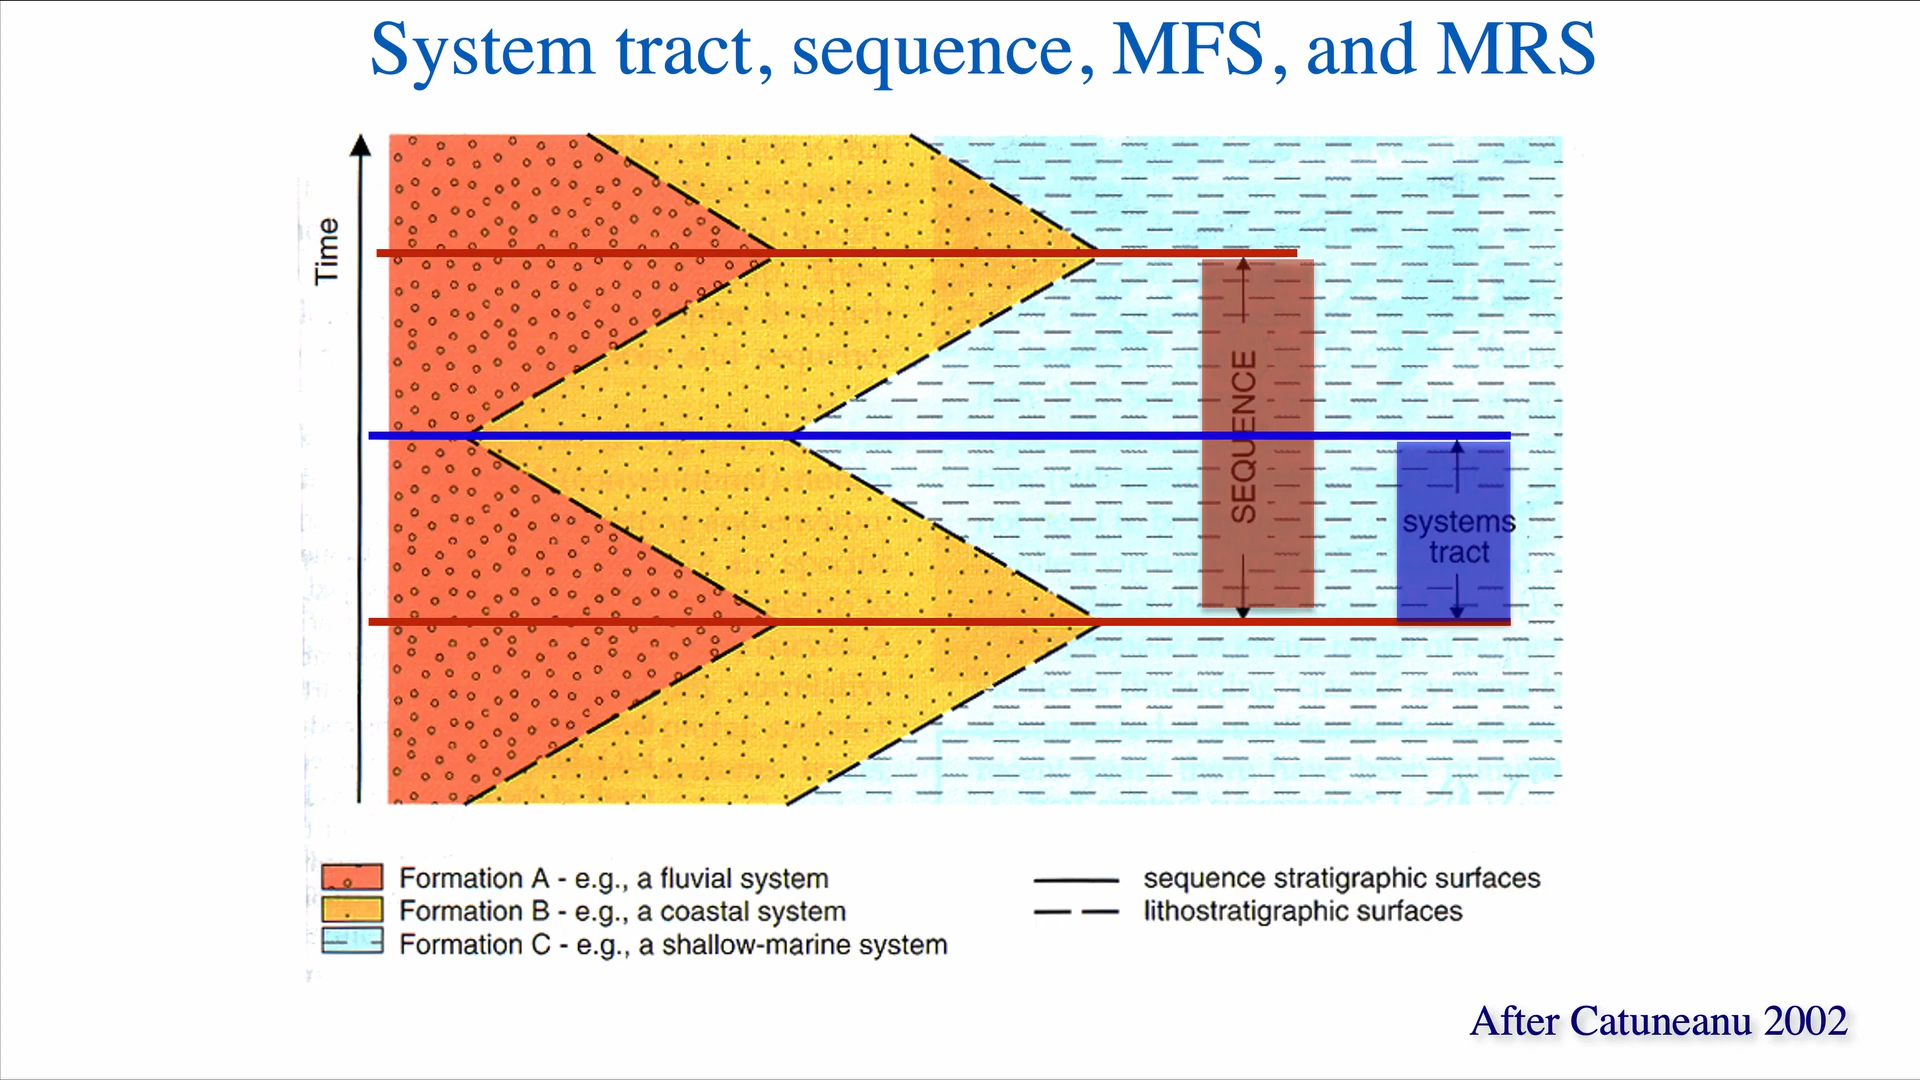 System tract, sequence, MFS, and MRS
Time
SEQUENCE
systems
tract
Formation A - e.g., a fluvial system
Formation B - e.g., a coastal system
Formation C - e.g., a shallow-marine system
sequence stratigraphic surfaces
lithostratigraphic surfaces
After Catuneanu 2002